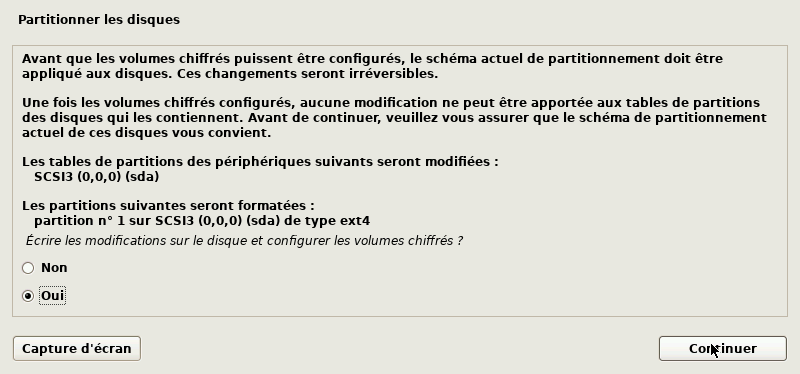 Partitionner les disques
Avant que les volumes chiffrés puissent être configurés, le schéma actuel de partitionnement doit être
appliqué aux disques. Ces changements seront irréversibles.
Une fois les volumes chiffrés configurés, aucune modification ne peut être apportée aux tables de partitions
des disques qui les contiennent. Avant de continuer, veuillez vous assurer que le schéma de partitionnement
actuel de ces disques vous convient.
Les tables de partitions des périphériques suivants seront modifiées :
SCSI3 (0,0,0) (sda)
Les partitions suivantes seront formatées :
partition n° 1 sur SCSI3 (0,0,0) (sda) de type ext4
Écrire les modifications sur le disque et configurer les volumes chiffrés ?
Non
Oui
Capture d'écran
Continuer